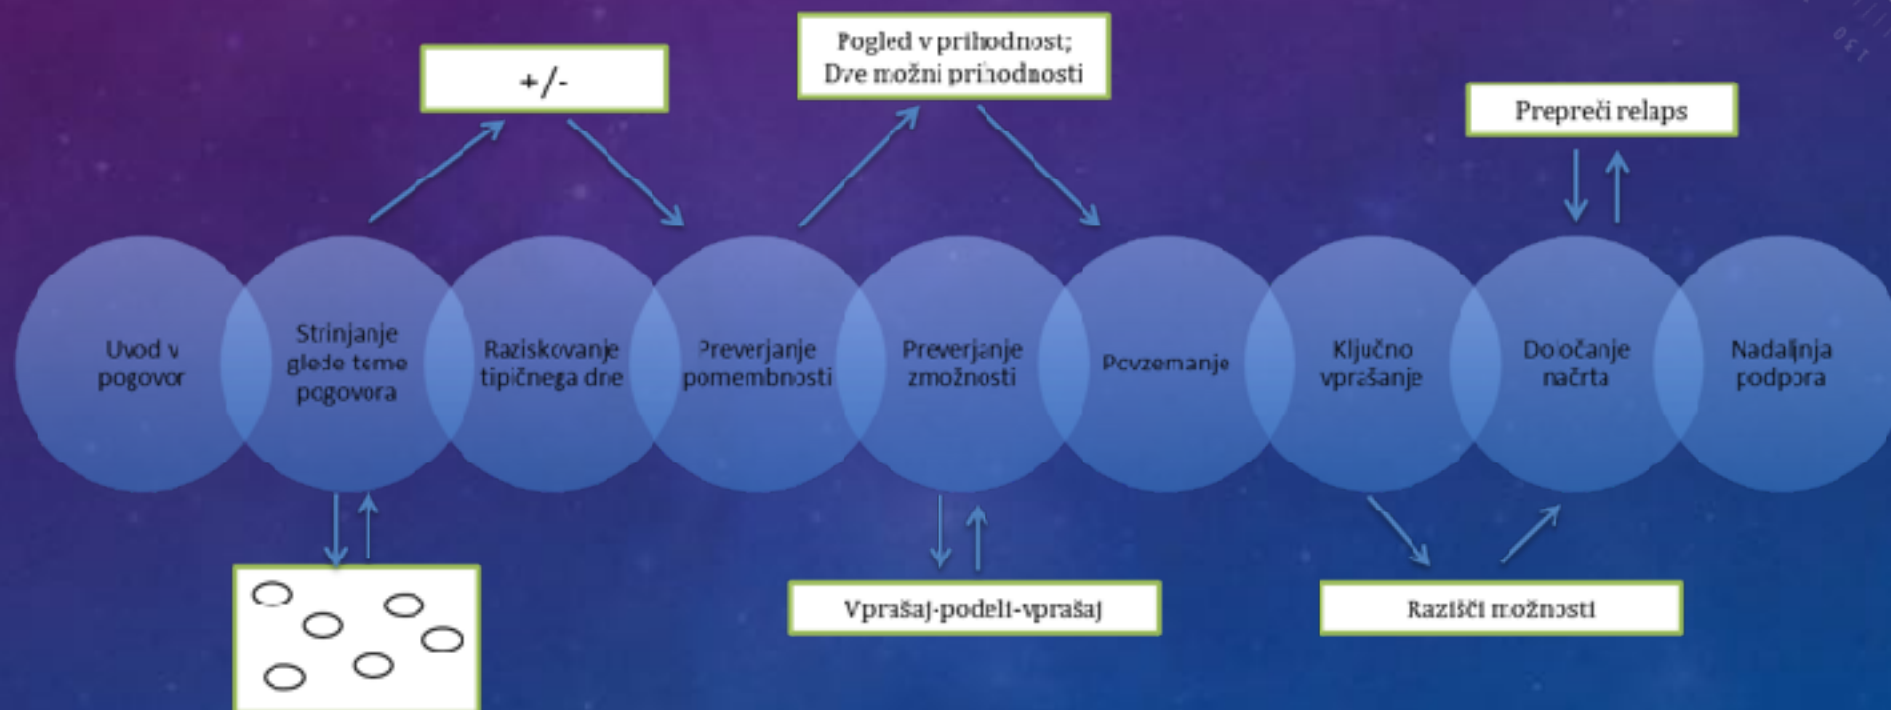 +/-
Pogled v prihodnost;
Dve možni prihodnosti
130
Prepreči relaps
Uvod v
pogovor
Strinjanje
glede teme
pogovora
Raziskovanje
tipičnega dne
Preverjanje
pomembnosti
Preverjanje
zmožnosti
Povzemanje
Ključno
vprašanje
Določanje
načrta
Nadaljnja
podpora
Vprašaj-podeli-vprašaj
Razišči možnosti